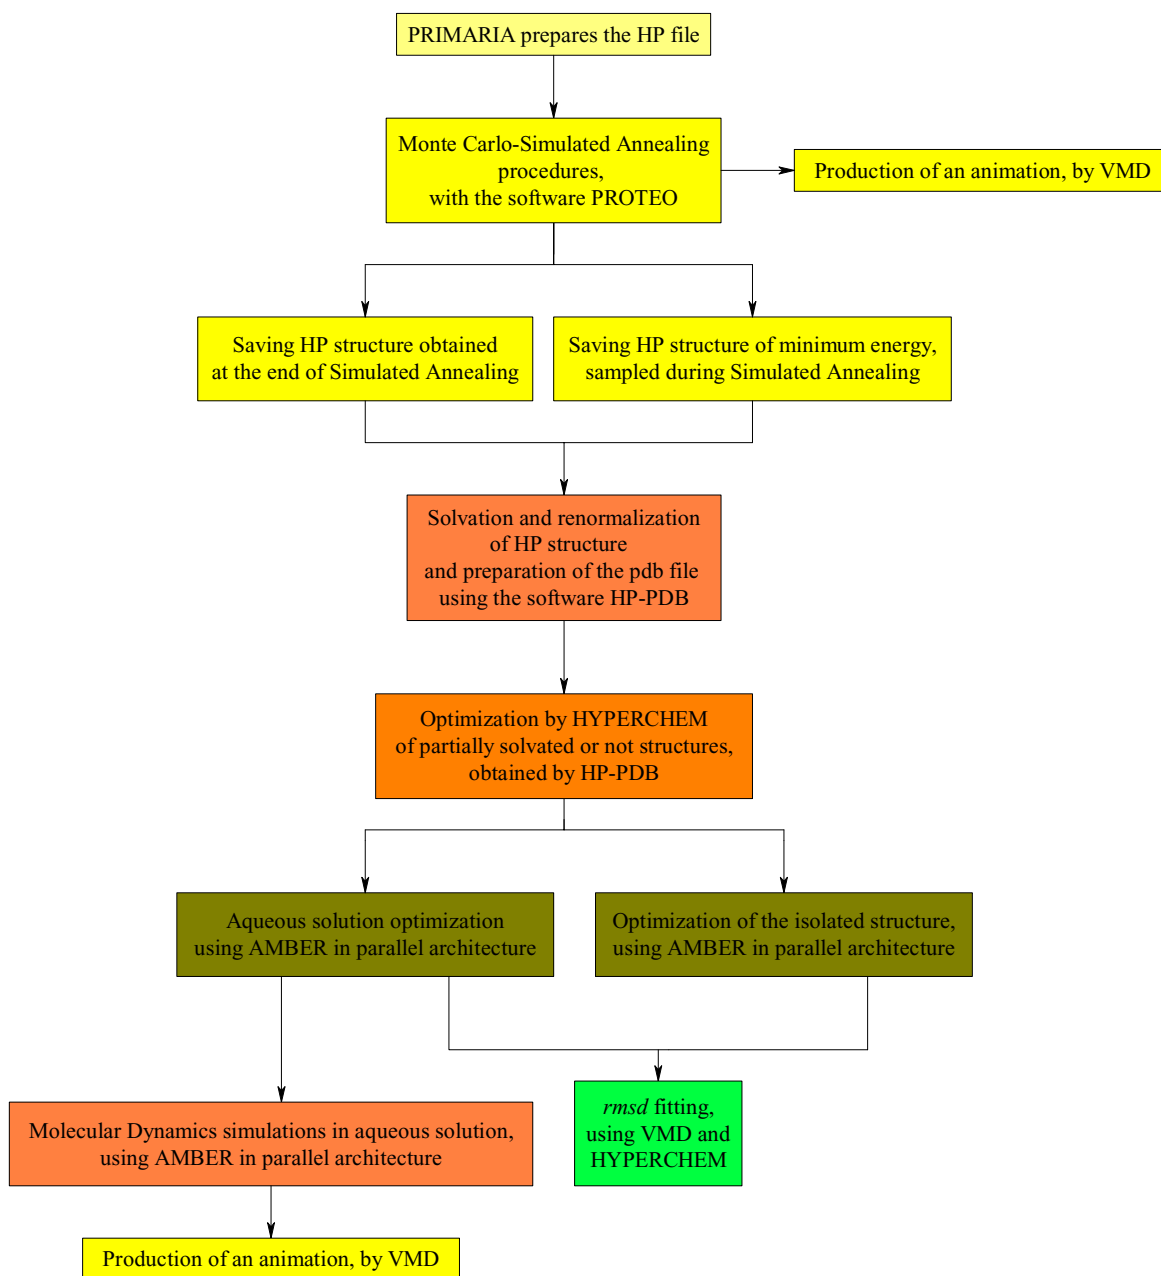 PRIMARIA prepares the HP file
Monte Carlo-Simulated Annealing
procedures,
with the software PROTEO
Production of an animation, by VMD
Saving HP structure obtained
at the end of Simulated Annealing
Saving HP structure of minimum energy,
sampled during Simulated Annealing
Solvation and renormalization
of HP structure
and preparation of the pdb file
using the software HP-PDB
Optimization by HYPERCHEM
of partially solvated or not structures,
obtained by HP-PDB
Aqueous solution optimization
using AMBER in parallel architecture
Optimization of the isolated structure,
using AMBER in parallel architecture
rmsd fitting,
using VMD and
HYPERCHEM
Molecular Dynamics simulations in aqueous solution,
using AMBER in parallel architecture
Production of an animation, by VMD